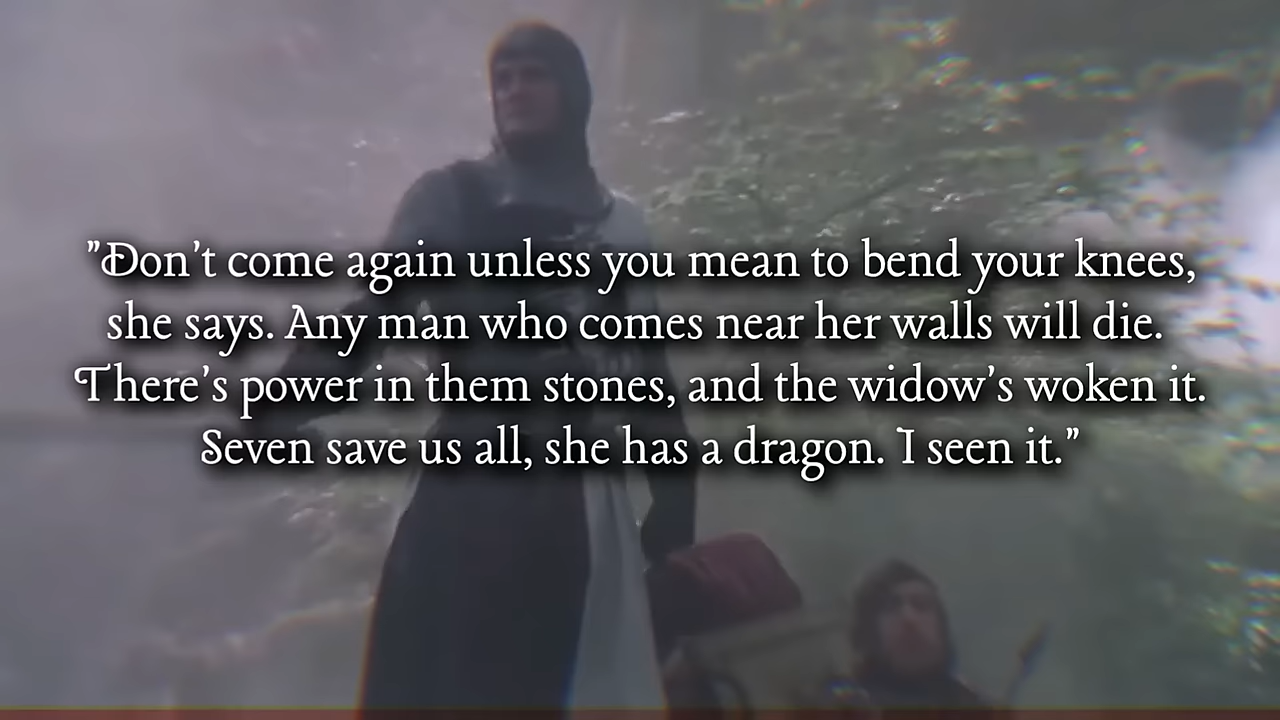 "Don't come again unless you mean to bend your knees,
she says. Any man who comes near her walls will die.
There's power in them stones, and the widow's woken it.
Seven save us all, she has a dragon. I seen it."